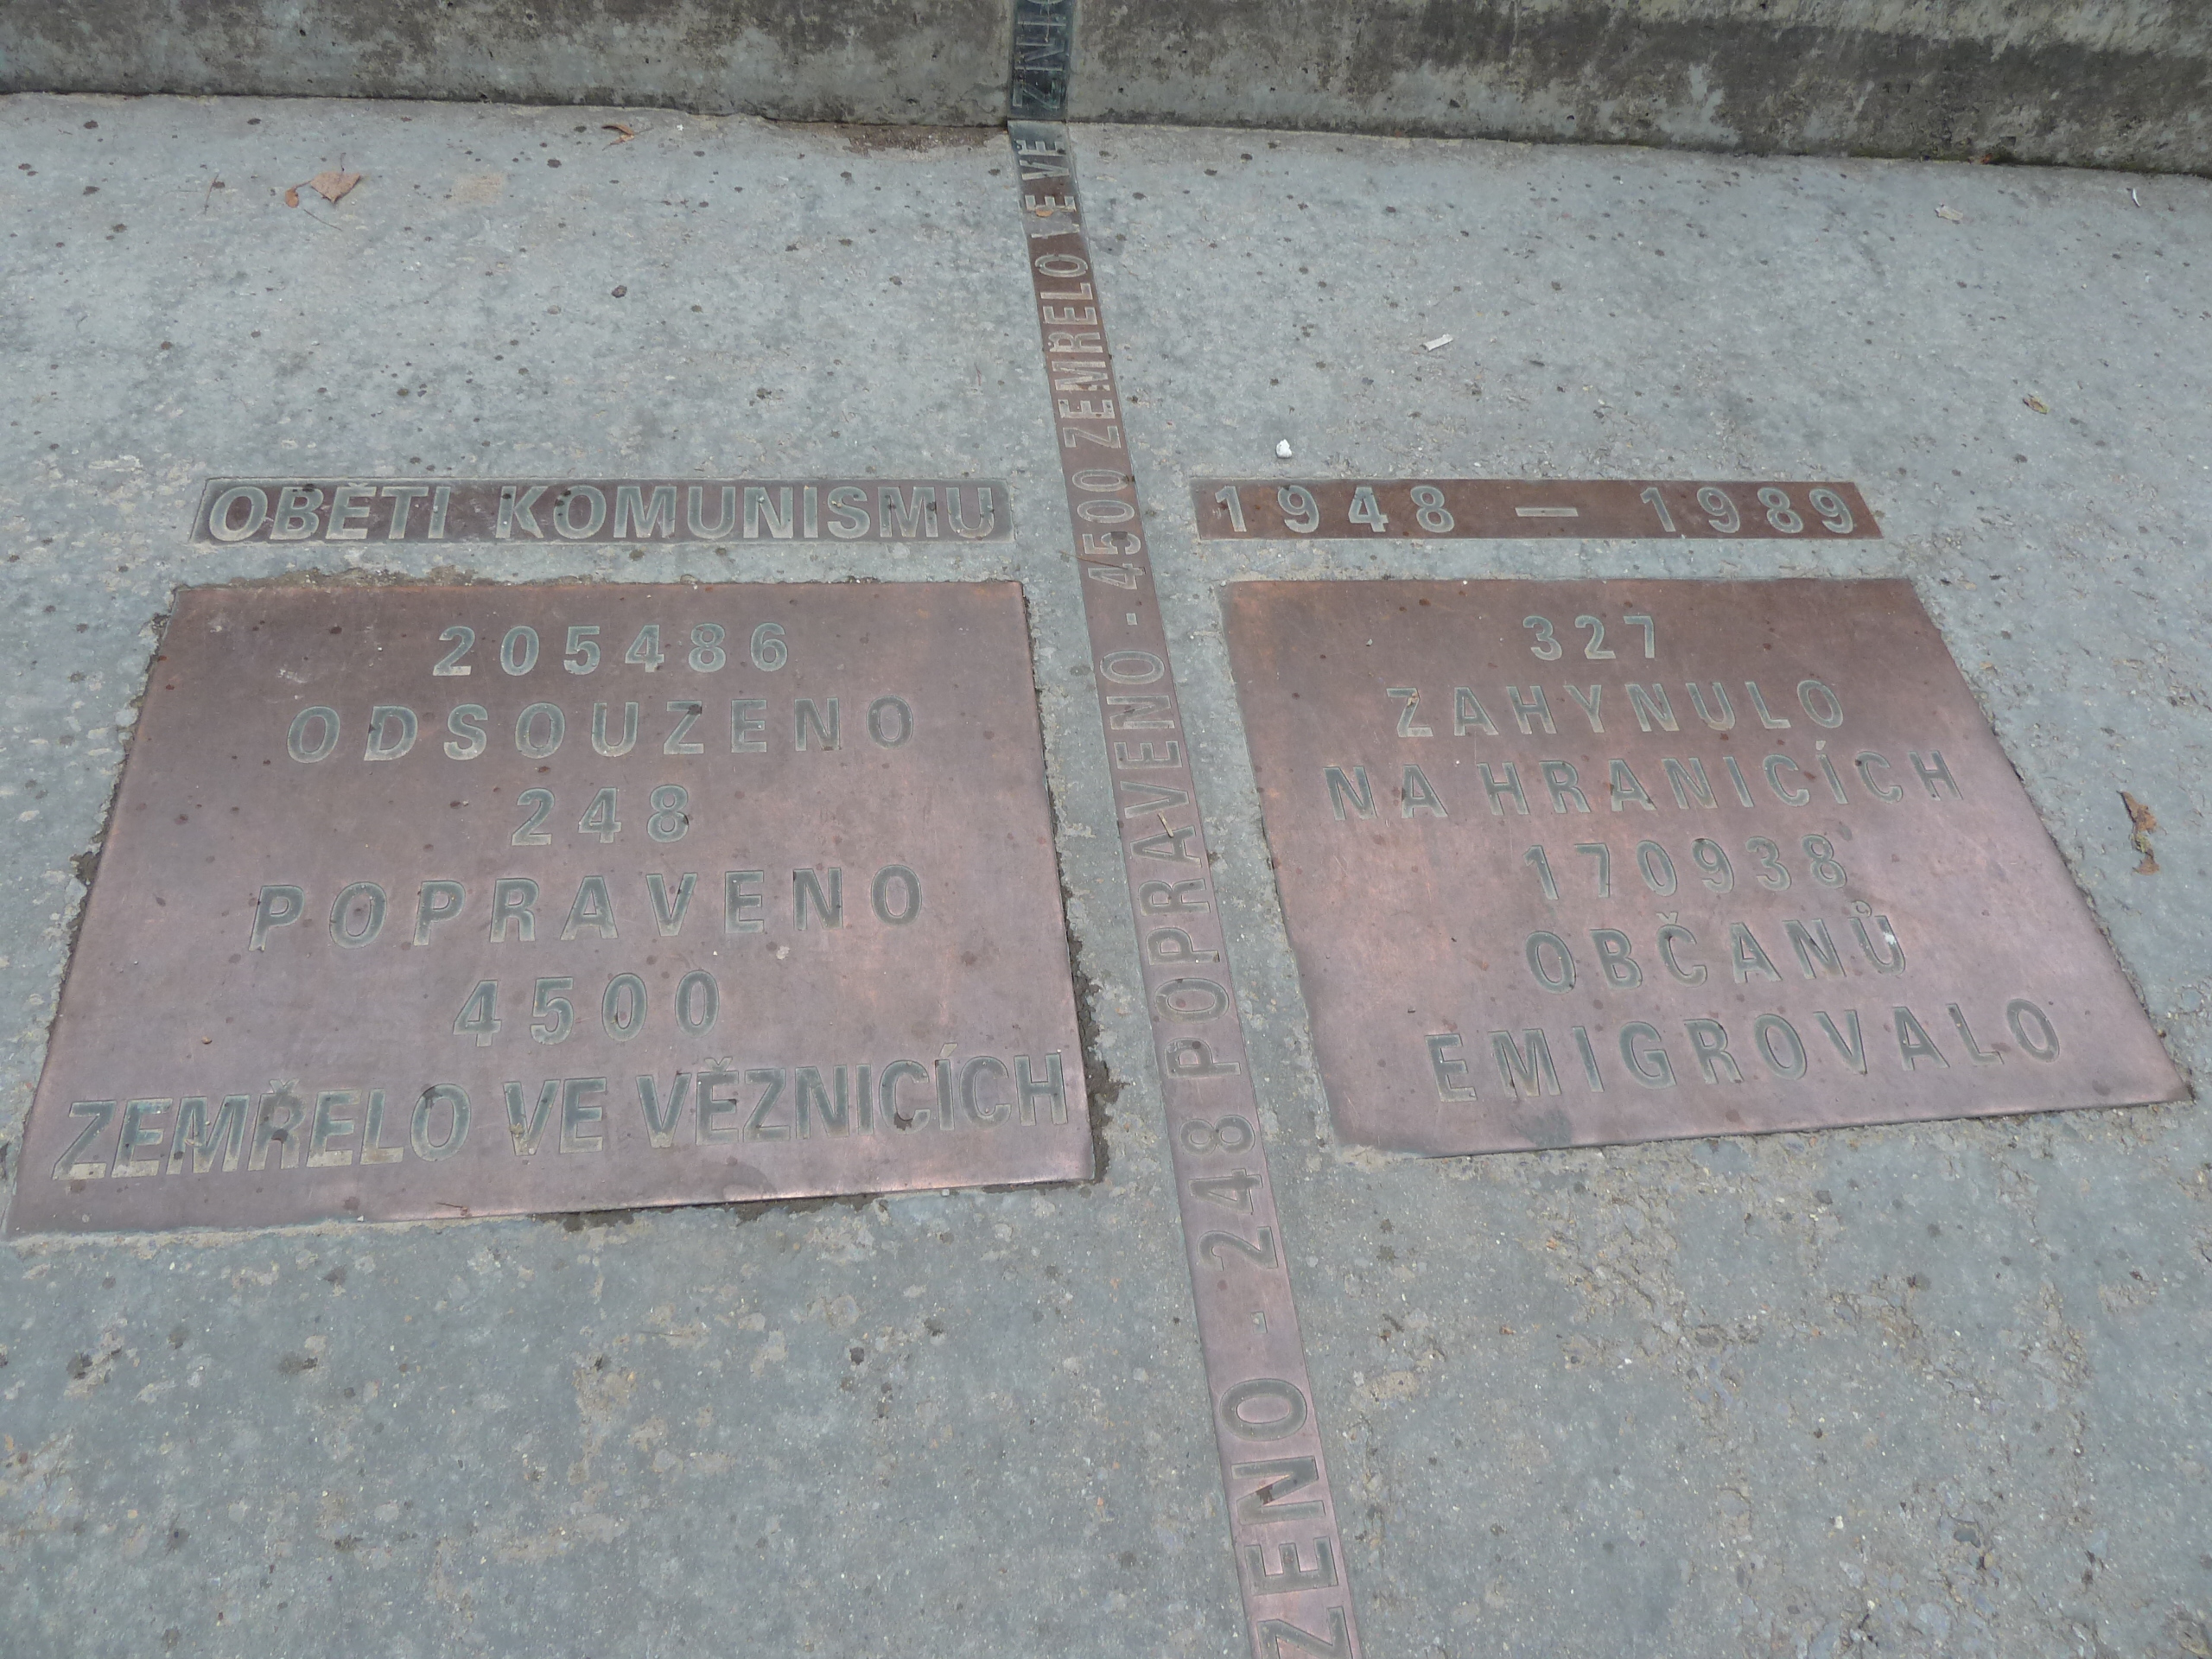 OBĚTI KOMUNISMU
1948 — 1989
205486
ODSOUZENO
248
POPRAVENO
4500
ZEMŘELO VE VĚZNICÍCH
327
ZAHYNULO
NA HRANICÍCH
170938
OBČANŮ
EMIGROVALO
ZENO - 248 POPRAVENO - 4500 ZEMŘELO VE VĚZNIC